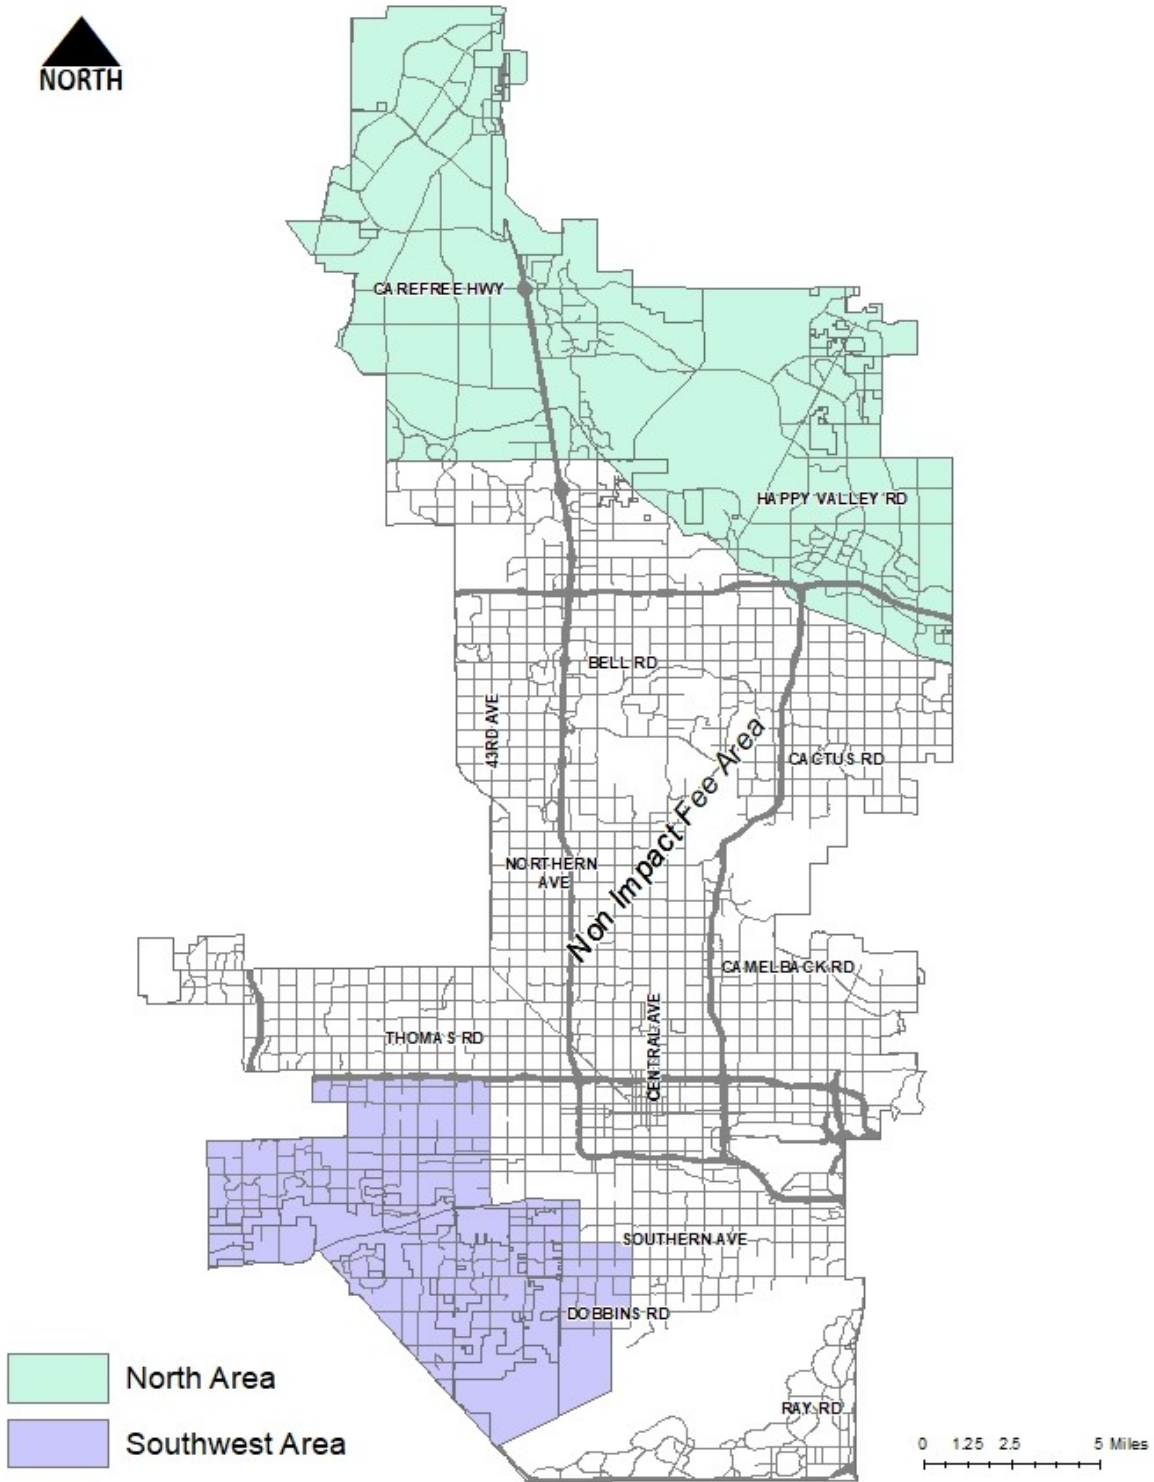 NORTH
CAREFREE HWY
HAPPY VALLEY RD
BELL RD
43RD AVE
CACTUS RD
Non Impact Fee Area
NORTHERN
AVE
CAMELBACK RD
CENTRAL AVE
THOMAS RD
SOUTHERN AVE
DOBBINS RD
North Area
RAY RD
Southwest Area
0 1.25 2.5 5 Miles